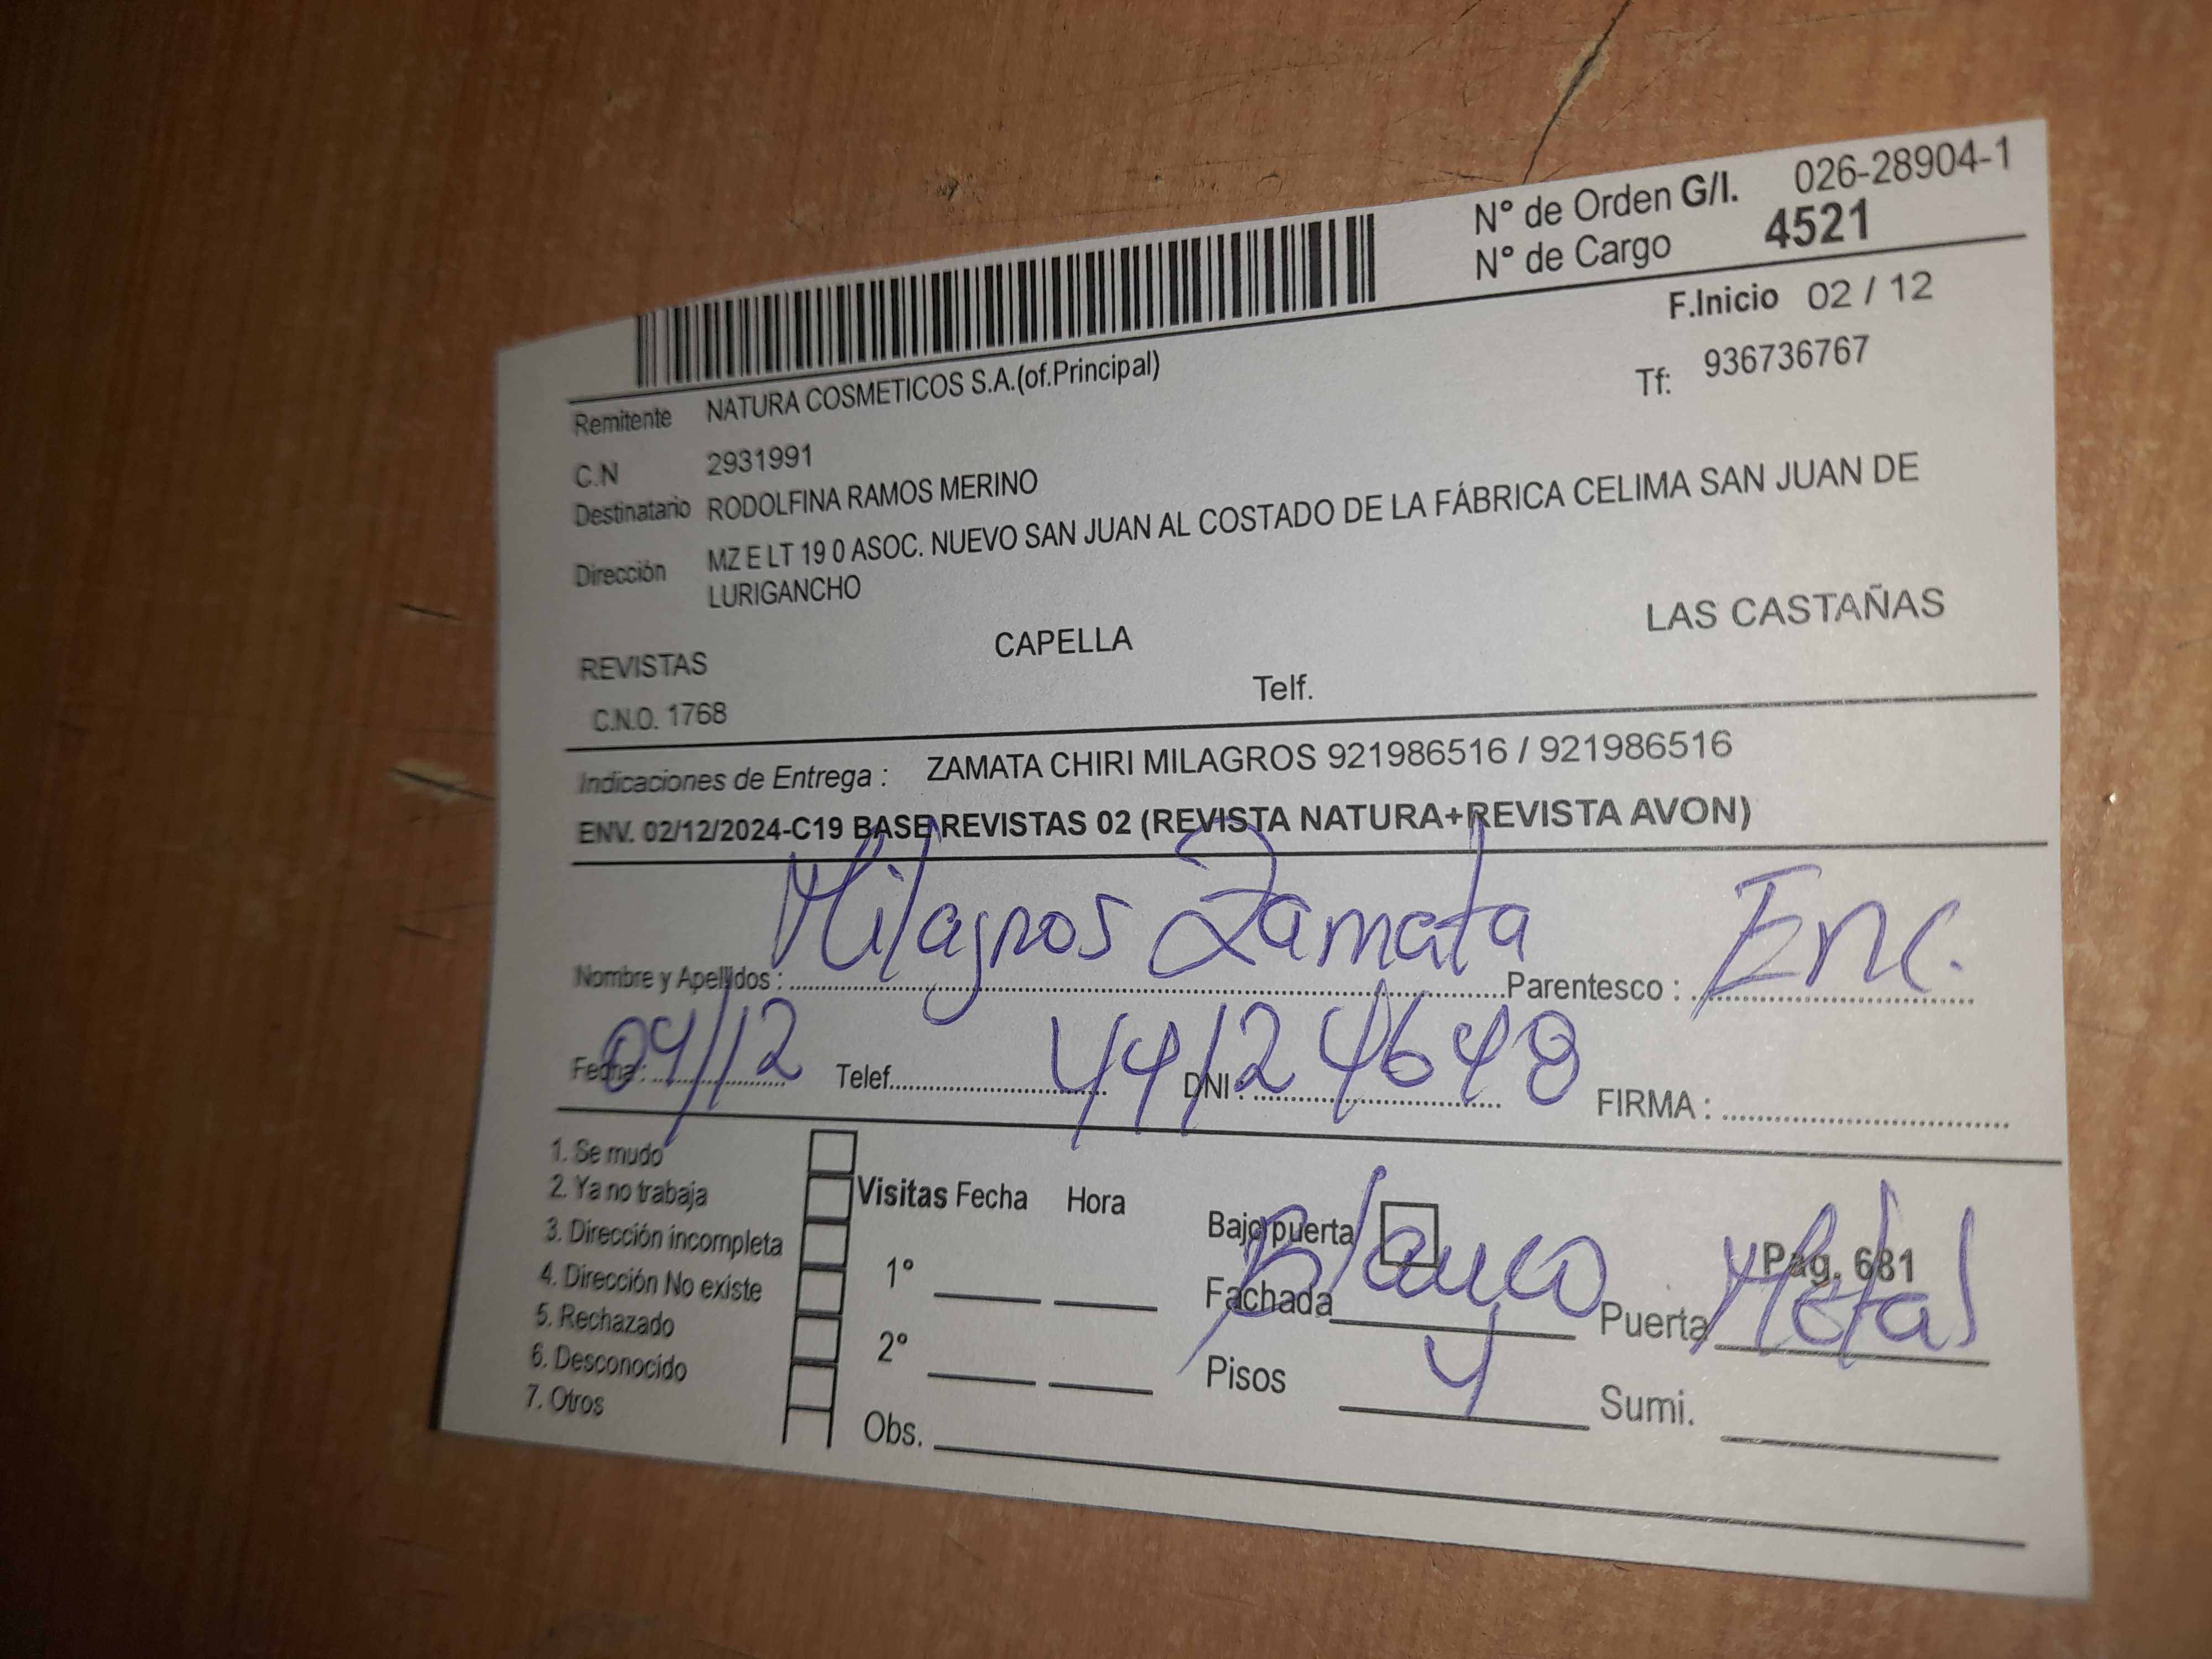 N° de Orden G/I. 026-28904-1
N° de Cargo 4521
F.Inicio 02 / 12
Remitente NATURA COSMETICOS S.A.(of.Principal)
Tf: 936736767
C.N 2931991
Destinatario RODOLFINA RAMOS MERINO
Dirección MZ E LT 19 0 ASOC. NUEVO SAN JUAN AL COSTADO DE LA FÁBRICA CELIMA SAN JUAN DE
LURIGANCHO
REVISTAS CAPELLA LAS CASTAÑAS
C.N.O. 1768 Telf.
Indicaciones de Entrega : ZAMATA CHIRI MILAGROS 921986516 / 921986516
ENV. 02/12/2024-C19 BASE REVISTAS 02 (REVISTA NATURA+REVISTA AVON)
Nombre y Apellidos : Milagros Zamata Parentesco : Enc.
Fecha : 04/12 Telef. DNI : 44124648 FIRMA :
1. Se mudo
2. Ya no trabaja
3. Dirección incompleta
4. Dirección No existe
5. Rechazado
6. Desconocido
7. Otros
Visitas Fecha Hora
1°
2°
Obs.
Bajo puerta Pag. 681
Fachada Blanco Puerta Metal
Pisos 4 Sumi.